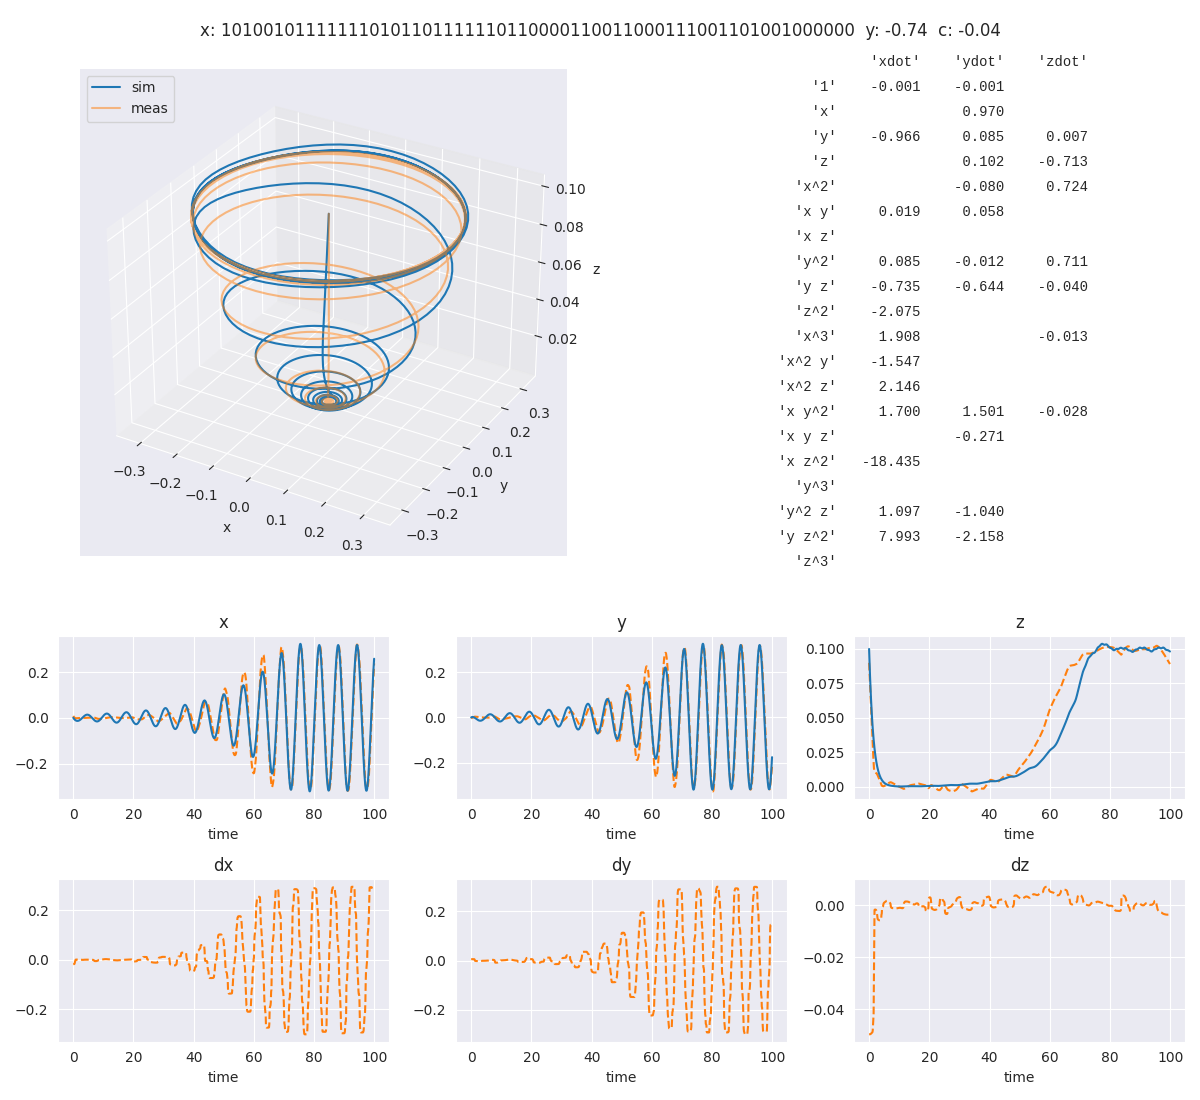 x: 101001011111110101101111110110000110011000111001101001000000  y: -0.74  c: -0.04
sim
meas
0.10
0.08
0.06
0.04
0.02
z
−0.3
−0.2
−0.1
0.0
0.1
0.2
0.3
x
0.3
0.2
0.1
0.0
−0.1
−0.2
−0.3
y
'xdot' 'ydot' 'zdot'
'1' -0.001 -0.001
'x' 0.970
'y' -0.966 0.085 0.007
'z' 0.102 -0.713
'x^2' -0.080 0.724
'x y' 0.019 0.058
'x z'
'y^2' 0.085 -0.012 0.711
'y z' -0.735 -0.644 -0.040
'z^2' -2.075
'x^3' 1.908 -0.013
'x^2 y' -1.547
'x^2 z' 2.146
'x y^2' 1.700 1.501 -0.028
'x y z' -0.271
'x z^2' -18.435
'y^3'
'y^2 z' 1.097 -1.040
'y z^2' 7.993 -2.158
'z^3'
x
0.2
0.0
−0.2
0 20 40 60 80 100
time
y
0.2
0.0
−0.2
0 20 40 60 80 100
time
z
0.100
0.075
0.050
0.025
0.000
0 20 40 60 80 100
time
dx
0.2
0.0
−0.2
0 20 40 60 80 100
time
dy
0.2
0.0
−0.2
0 20 40 60 80 100
time
dz
0.00
−0.02
−0.04
0 20 40 60 80 100
time